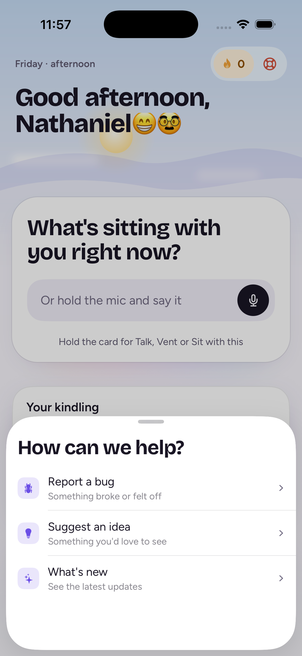 11:57
Friday · afternoon
0
Good afternoon,
Nathaniel😁🥸
What's sitting with
you right now?
Or hold the mic and say it
Hold the card for Talk, Vent or Sit with this
Your kindling
How can we help?
Report a bug
Something broke or felt off
Suggest an idea
Something you'd love to see
What's new
See the latest updates